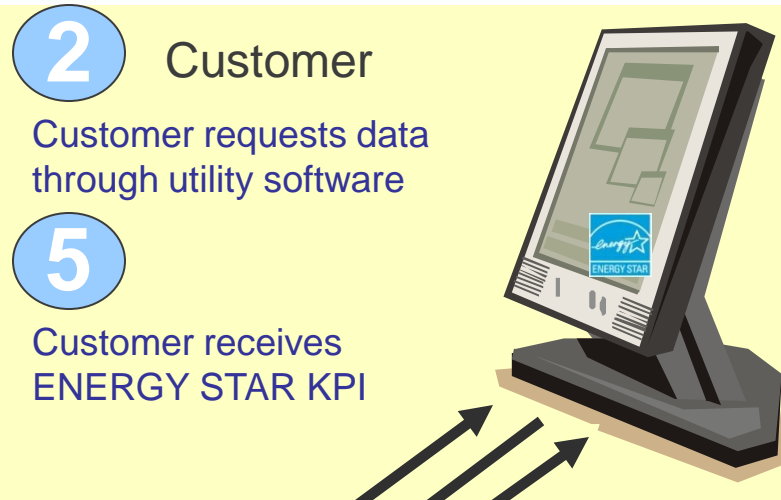 2
Customer
Customer requests data
through utility software
5
Customer receives
ENERGY STAR KPI
energy
ENERGY STAR